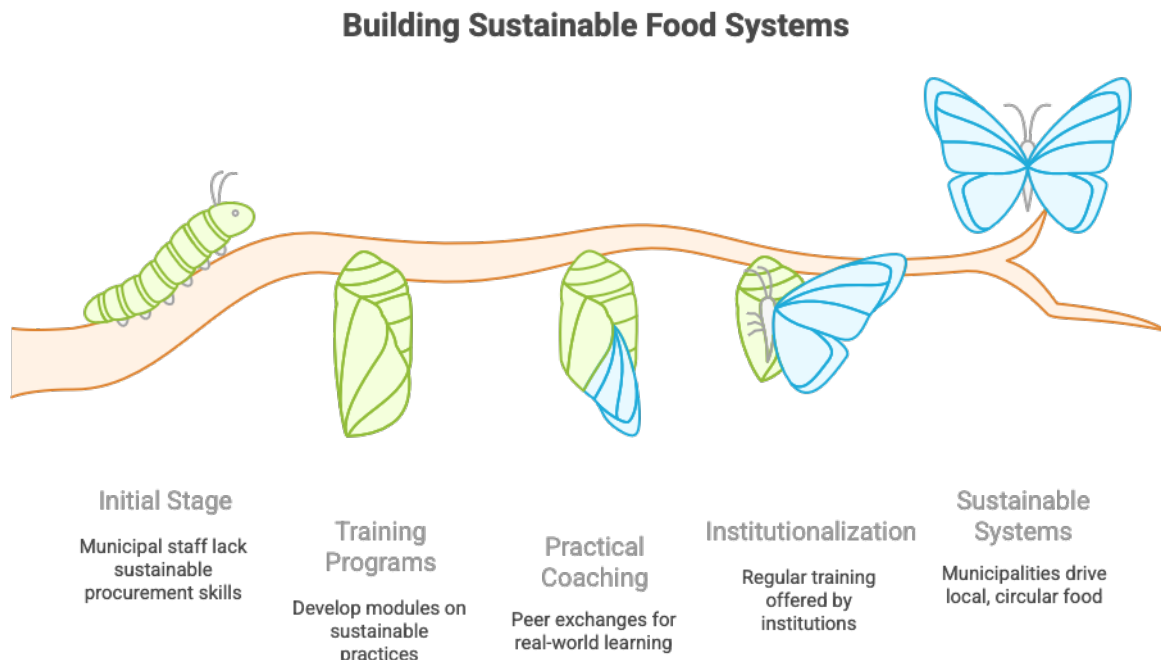 Building Sustainable Food Systems
Initial Stage
Municipal staff lack
sustainable
procurement skills
Training
Programs
Develop modules on
sustainable
practices
Practical
Coaching
Peer exchanges for
real-world learning
Institutionalization
Regular training
offered by
institutions
Sustainable
Systems
Municipalities drive
local, circular food